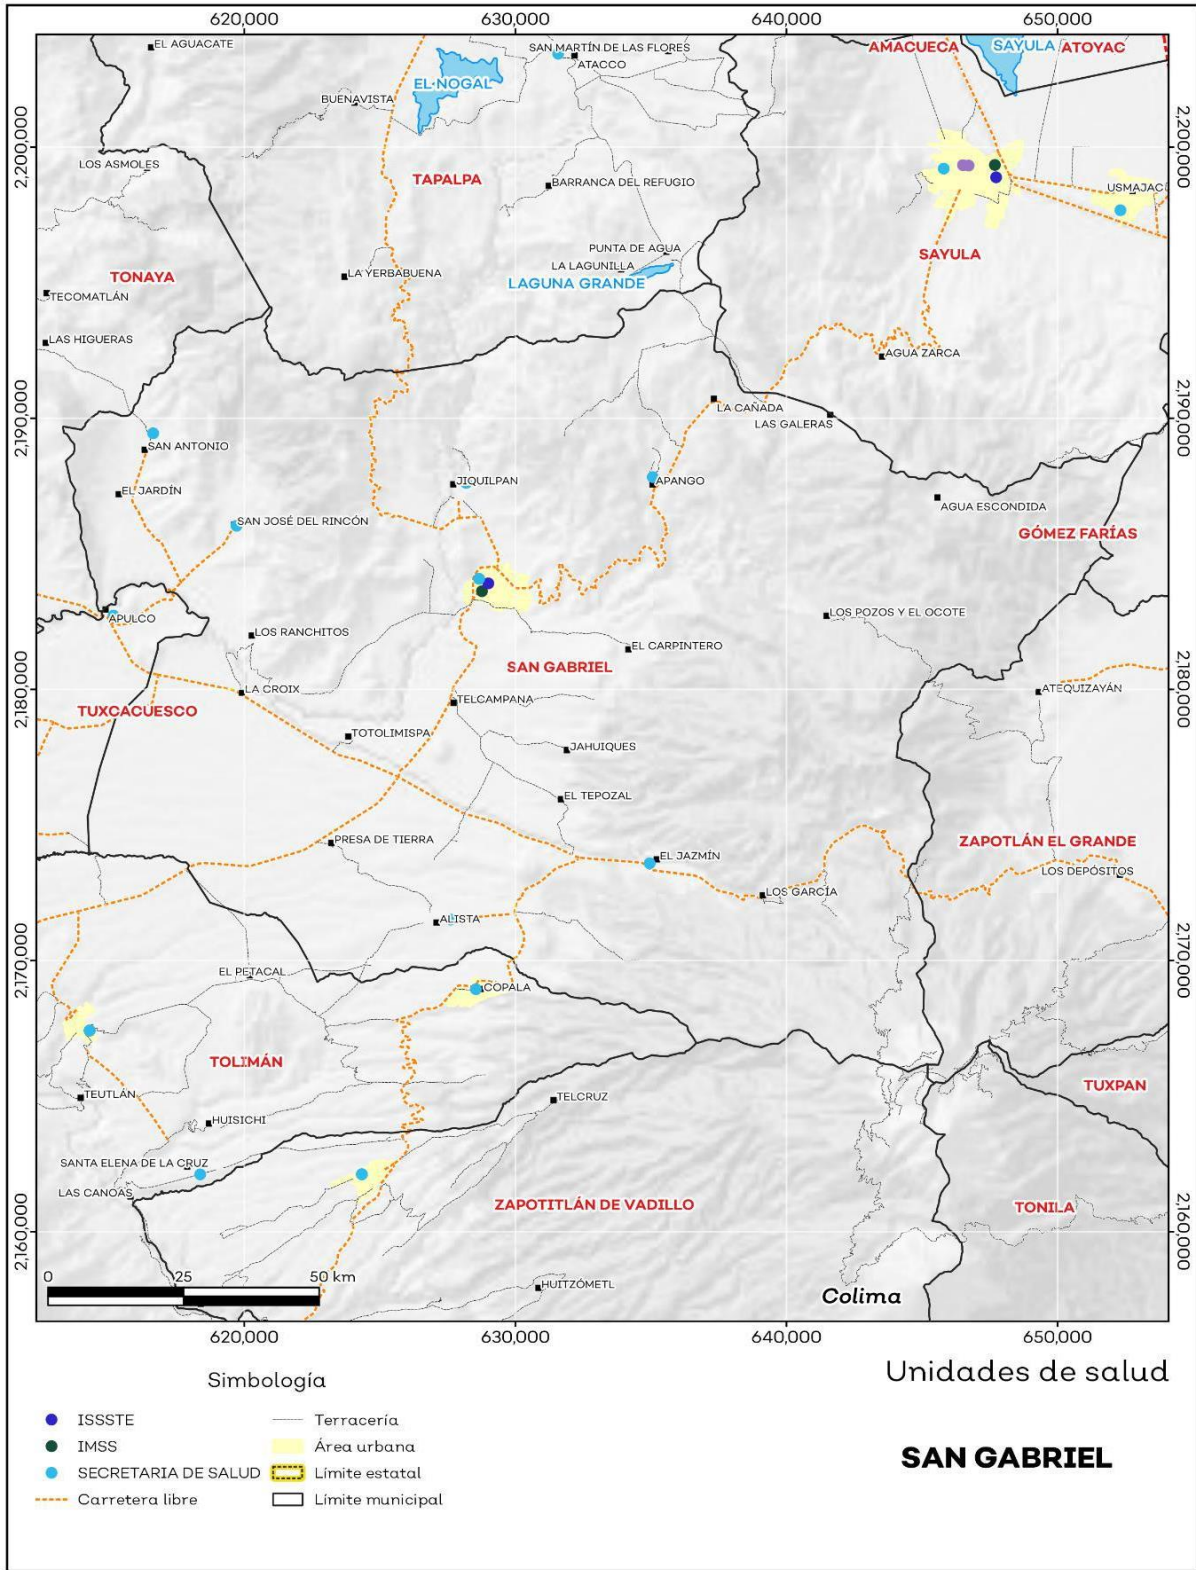 620,000
630,000
640,000
650,000
EL AGUACATE
SAN MARTÍN DE LAS FLORES
ATACCO
AMACUECA
SAYULA
ATOYAC
EL NOGAL
BUENAVISTA
2,200,000
2,200,000
LOS ASMOLES
TAPALPA
BARRANCA DEL REFUGIO
USMAJAC
PUNTA DE AGUA
LA LAGUNILLA
LAGUNA GRANDE
SAYULA
TONAYA
LA YERBABUENA
TECOMATLÁN
LAS HIGUERAS
AGUA ZARCA
LA CAÑADA
LAS GALERAS
2,190,000
2,190,000
SAN ANTONIO
EL JARDÍN
JIQUILPAN
APANGO
AGUA ESCONDIDA
SAN JOSÉ DEL RINCÓN
GÓMEZ FARÍAS
APULCO
LOS POZOS Y EL OCOTE
LOS RANCHITOS
EL CARPINTERO
SAN GABRIEL
2,180,000
2,180,000
LA CROIX
TELCAMPANA
ATEQUIZAYÁN
TUXCACUESCO
TOTOLIMISPA
JAHUIQUES
EL TEPOZAL
PRESA DE TIERRA
ZAPOTLÁN EL GRANDE
EL JAZMÍN
LOS DEPÓSITOS
LOS GARCÍA
ALISTA
2,170,000
2,170,000
EL PETACAL
COPALA
TOLIMÁN
TEUTLÁN
TELCRUZ
TUXPAN
HUISICHI
SANTA ELENA DE LA CRUZ
LAS CANOAS
ZAPOTITLÁN DE VADILLO
TONILA
2,160,000
2,160,000
0 25 50 km
HUITZÓMETL
Colima
620,000
630,000
640,000
650,000
Simbología
ISSSTE
IMSS
SECRETARIA DE SALUD
Carretera libre
Terracería
Área urbana
Límite estatal
Límite municipal
Unidades de salud
SAN GABRIEL